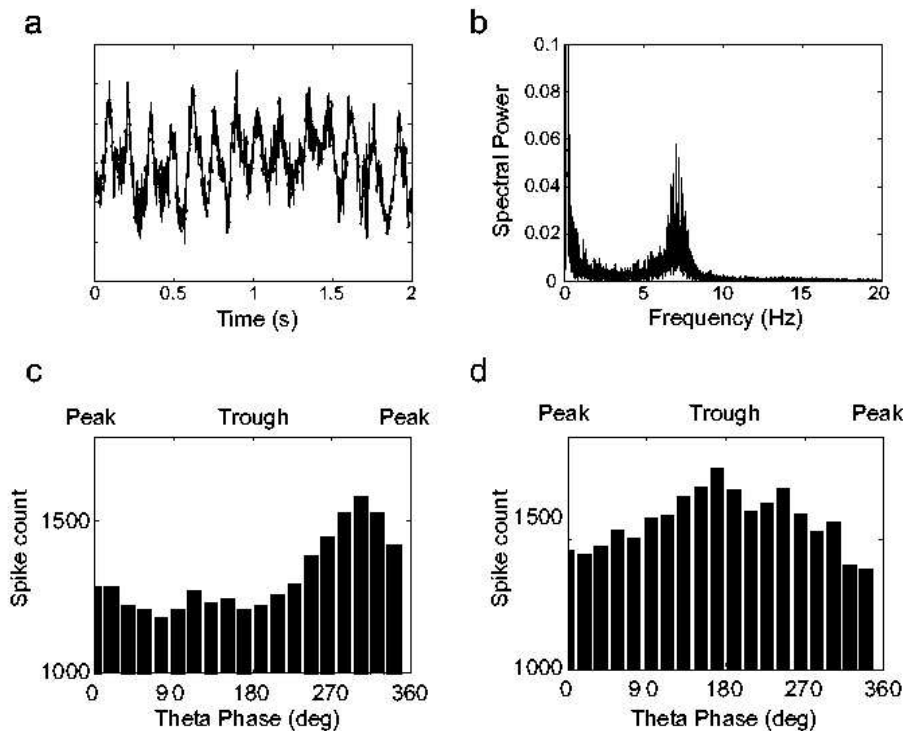 a
0 0.5 1 1.5 2
Time (s)
b
0.1
0.08
0.06
0.04
0.02
0
Spectral Power
0 5 10 15 20
Frequency (Hz)
c
Peak Trough Peak
1500
1000
Spike count
0 90 180 270 360
Theta Phase (deg)
d
Peak Trough Peak
1500
1000
Spike count
0 90 180 270 360
Theta Phase (deg)